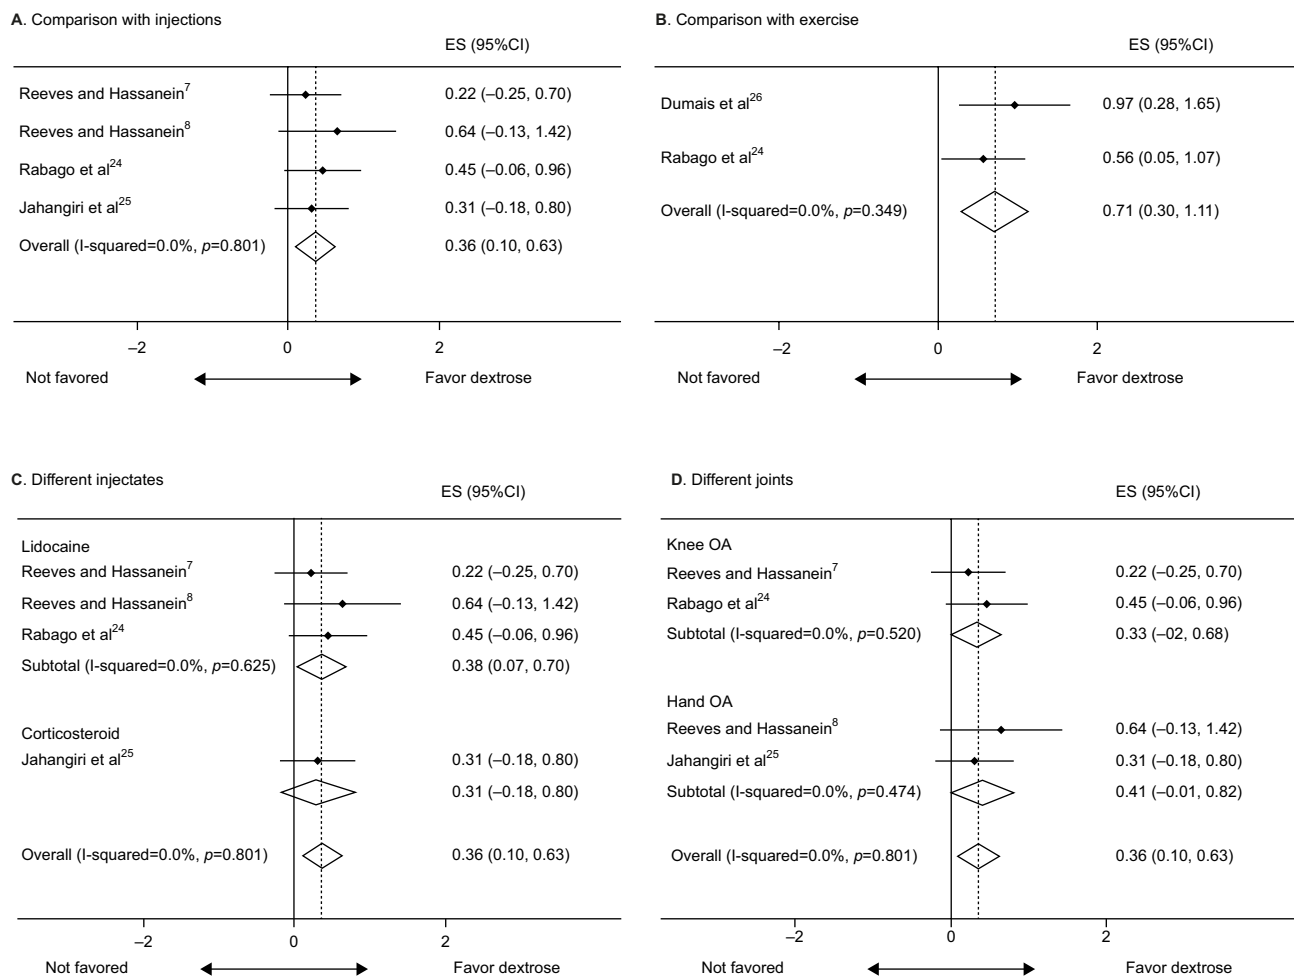 A. Comparison with injections
ES (95%CI)
Reeves and Hassanein7 0.22 (–0.25, 0.70)
Reeves and Hassanein8 0.64 (–0.13, 1.42)
Rabago et al24 0.45 (–0.06, 0.96)
Jahangiri et al25 0.31 (–0.18, 0.80)
Overall (I-squared=0.0%, p=0.801) 0.36 (0.10, 0.63)
–2 0 2
Not favored Favor dextrose
B. Comparison with exercise
ES (95%CI)
Dumais et al26 0.97 (0.28, 1.65)
Rabago et al24 0.56 (0.05, 1.07)
Overall (I-squared=0.0%, p=0.349) 0.71 (0.30, 1.11)
–2 0 2
Not favored Favor dextrose
C. Different injectates
ES (95%CI)
Lidocaine
Reeves and Hassanein7 0.22 (–0.25, 0.70)
Reeves and Hassanein8 0.64 (–0.13, 1.42)
Rabago et al24 0.45 (–0.06, 0.96)
Subtotal (I-squared=0.0%, p=0.625) 0.38 (0.07, 0.70)
Corticosteroid
Jahangiri et al25 0.31 (–0.18, 0.80)
0.31 (–0.18, 0.80)
Overall (I-squared=0.0%, p=0.801) 0.36 (0.10, 0.63)
–2 0 2
Not favored Favor dextrose
D. Different joints
ES (95%CI)
Knee OA
Reeves and Hassanein7 0.22 (–0.25, 0.70)
Rabago et al24 0.45 (–0.06, 0.96)
Subtotal (I-squared=0.0%, p=0.520) 0.33 (–02, 0.68)
Hand OA
Reeves and Hassanein8 0.64 (–0.13, 1.42)
Jahangiri et al25 0.31 (–0.18, 0.80)
Subtotal (I-squared=0.0%, p=0.474) 0.41 (–0.01, 0.82)
Overall (I-squared=0.0%, p=0.801) 0.36 (0.10, 0.63)
–2 0 2
Not favored Favor dextrose